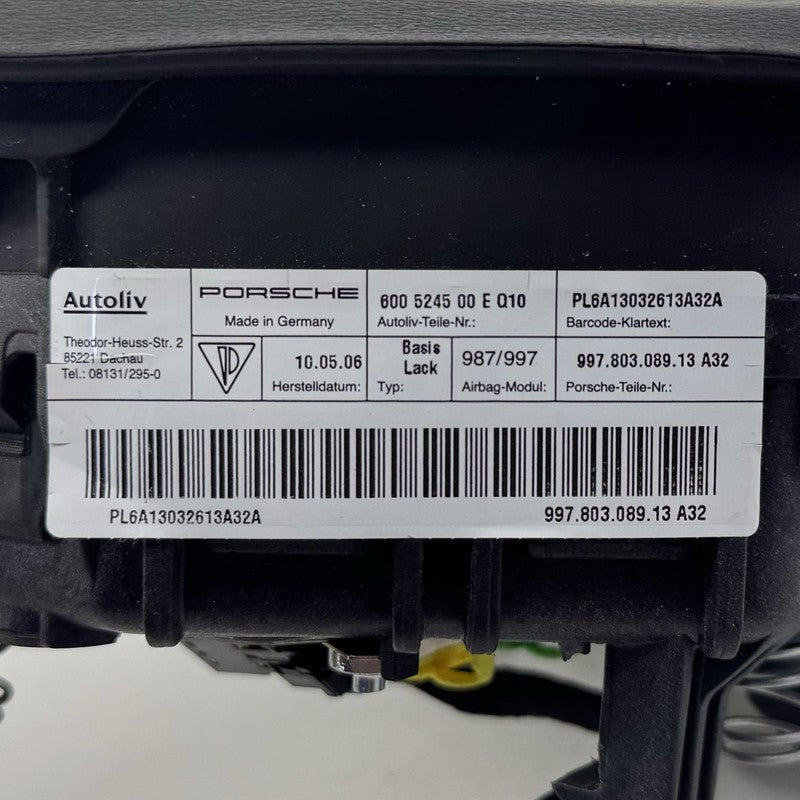 Autoliv
Theodor-Heuss-Str. 2
85221 Dachau
Tel.: 08131/295-0
PORSCHE
Made in Germany
600 5245 00 E Q10
Autoliv-Teile-Nr.:
PL6A13032613A32A
Barcode-Klartext:
10.05.06
Herstelldatum:
Basis
Lack
Typ:
987/997
Airbag-Modul:
997.803.089.13 A32
Porsche-Teile-Nr.:
PL6A13032613A32A
997.803.089.13 A32